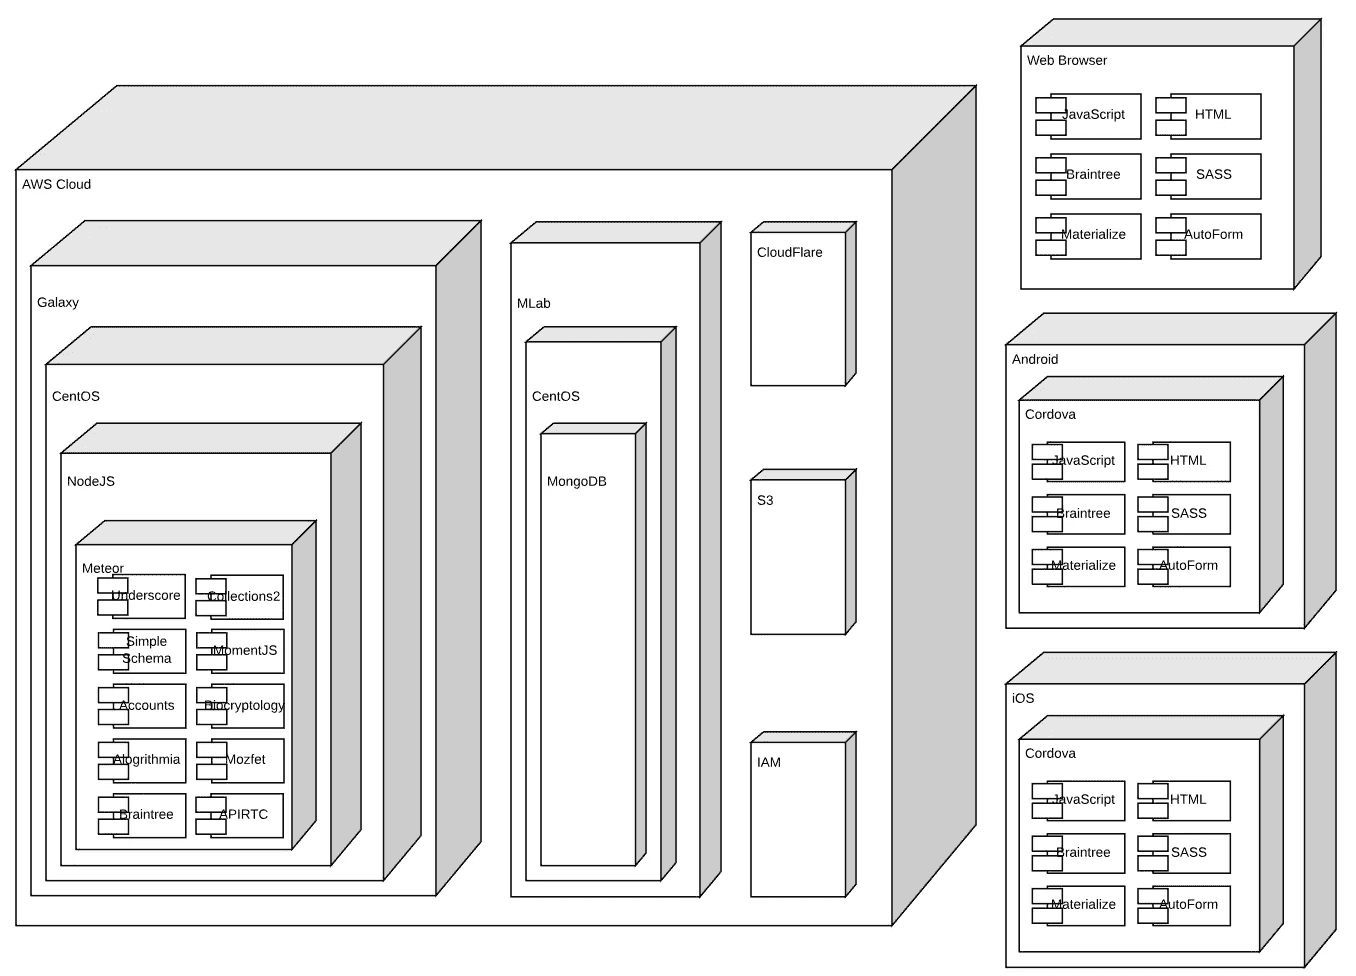 AWS Cloud
Galaxy
CentOS
NodeJS
Meteor
Underscore
Collections2
Simple
Schema
MomentJS
Accounts
Biocryptology
Alogrithmia
Mozfet
Braintree
APIRTC
MLab
CentOS
MongoDB
CloudFlare
S3
IAM
Web Browser
JavaScript
HTML
Braintree
SASS
Materialize
AutoForm
Android
Cordova
JavaScript
HTML
Braintree
SASS
Materialize
AutoForm
iOS
Cordova
JavaScript
HTML
Braintree
SASS
Materialize
AutoForm